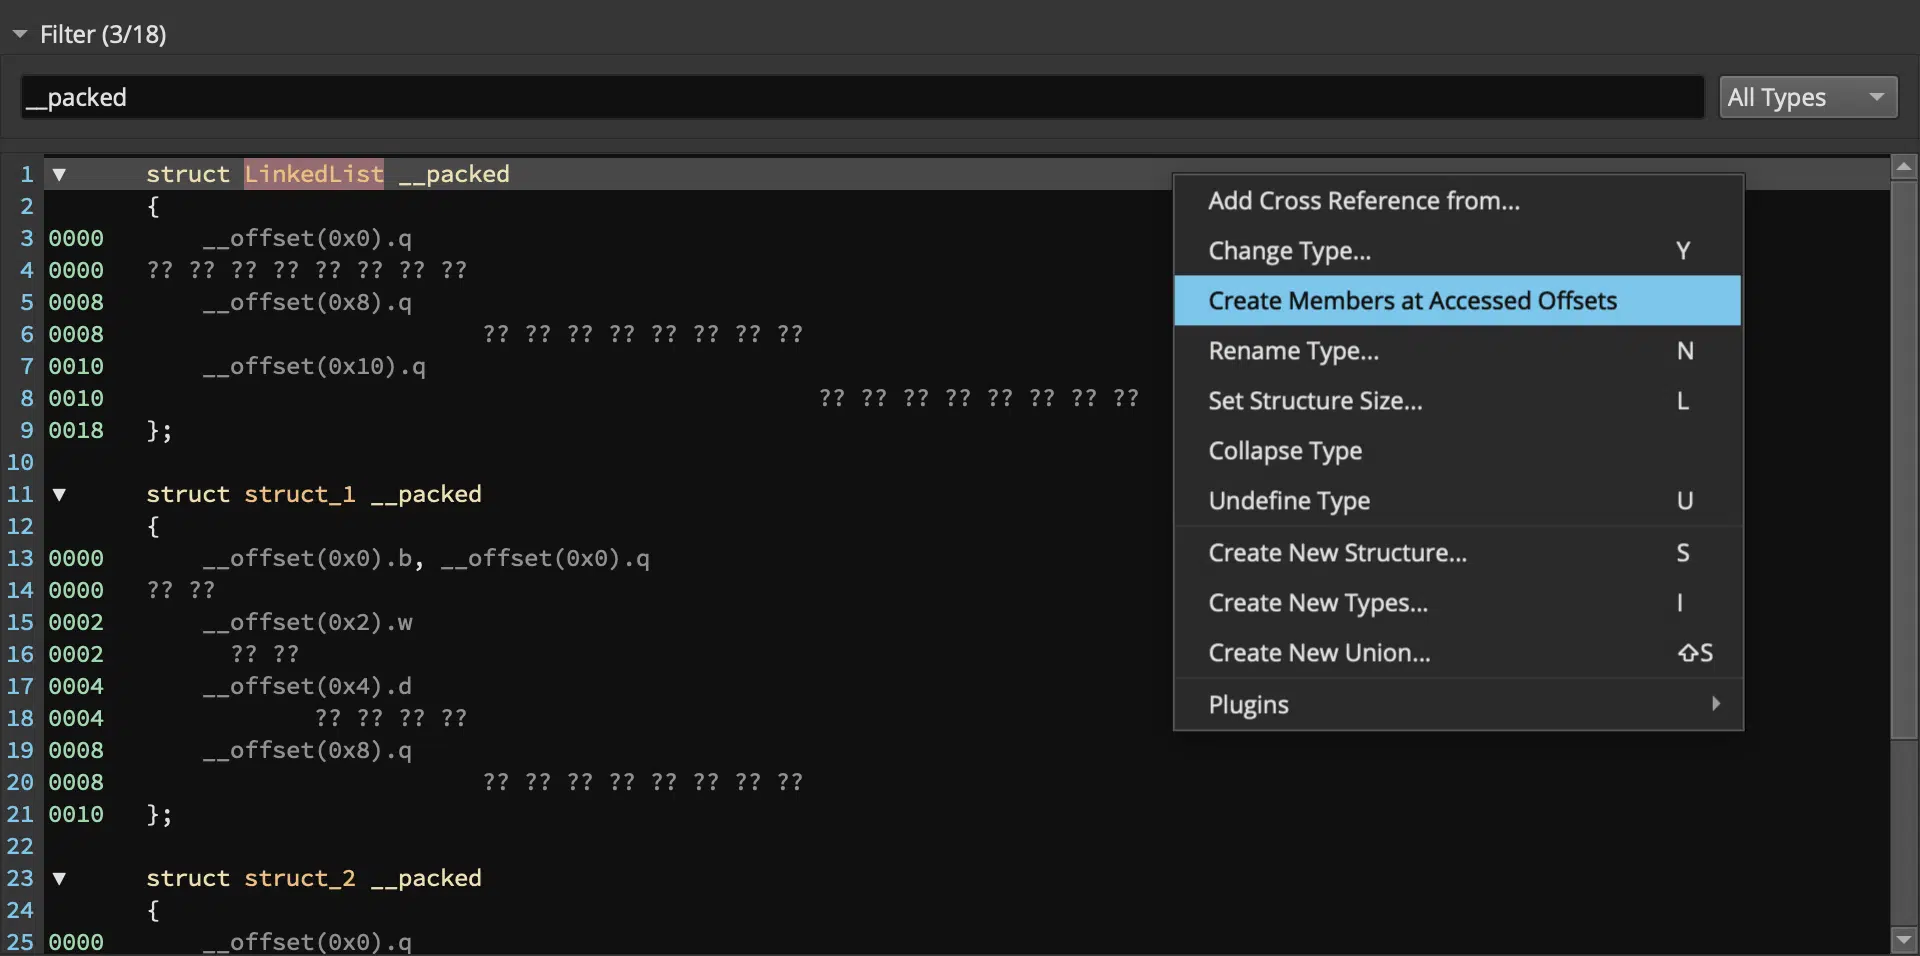 Filter (3/18)
__packed
All Types
1 ▼ struct LinkedList __packed
2 {
3 0000 __offset(0x0).q
4 0000 ?? ?? ?? ?? ?? ?? ?? ??
5 0008 __offset(0x8).q
6 0008 ?? ?? ?? ?? ?? ?? ?? ??
7 0010 __offset(0x10).q
8 0010 ?? ?? ?? ?? ?? ?? ?? ??
9 0018 };
10
11 ▼ struct struct_1 __packed
12 {
13 0000 __offset(0x0).b, __offset(0x0).q
14 0000 ?? ??
15 0002 __offset(0x2).w
16 0002 ?? ??
17 0004 __offset(0x4).d
18 0004 ?? ?? ?? ??
19 0008 __offset(0x8).q
20 0008 ?? ?? ?? ?? ?? ?? ?? ??
21 0010 };
22
23 ▼ struct struct_2 __packed
24 {
25 0000 __offset(0x0).q
Add Cross Reference from...
Change Type... Y
Create Members at Accessed Offsets
Rename Type... N
Set Structure Size... L
Collapse Type
Undefine Type U
Create New Structure... S
Create New Types... I
Create New Union... ⇧S
Plugins